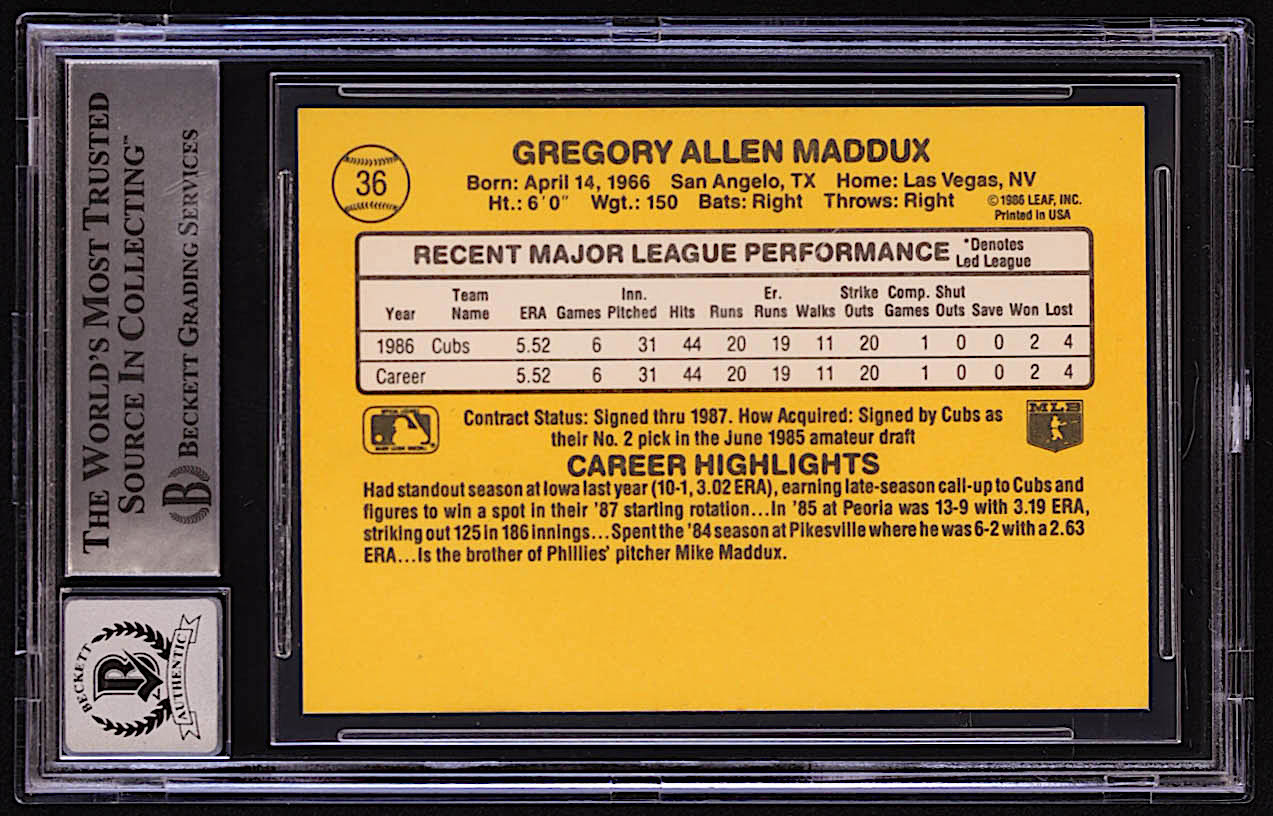 THE WORLD'S MOST TRUSTED
SOURCE IN COLLECTING™
BECKETT GRADING SERVICES
BECKETT
AUTHENTIC
36
GREGORY ALLEN MADDUX
Born: April 14, 1966 San Angelo, TX Home: Las Vegas, NV
Ht.: 6'0" Wgt.: 150 Bats: Right Throws: Right
©1986 LEAF, INC.
Printed in USA
RECENT MAJOR LEAGUE PERFORMANCE
*Denotes
Led League
Team Inn. Er. Strike Comp. Shut
Year Name ERA Games Pitched Hits Runs Runs Walks Outs Games Outs Save Won Lost
1986 Cubs 5.52 6 31 44 20 19 11 20 1 0 0 2 4
Career 5.52 6 31 44 20 19 11 20 1 0 0 2 4
Contract Status: Signed thru 1987. How Acquired: Signed by Cubs as
their No. 2 pick in the June 1985 amateur draft
MLB
CAREER HIGHLIGHTS
Had standout season at Iowa last year (10-1, 3.02 ERA), earning late-season call-up to Cubs and
figures to win a spot in their '87 starting rotation...In '85 at Peoria was 13-9 with 3.19 ERA,
striking out 125 in 186 innings...Spent the '84 season at Pikesville where he was 6-2 with a 2.63
ERA...Is the brother of Phillies' pitcher Mike Maddux.